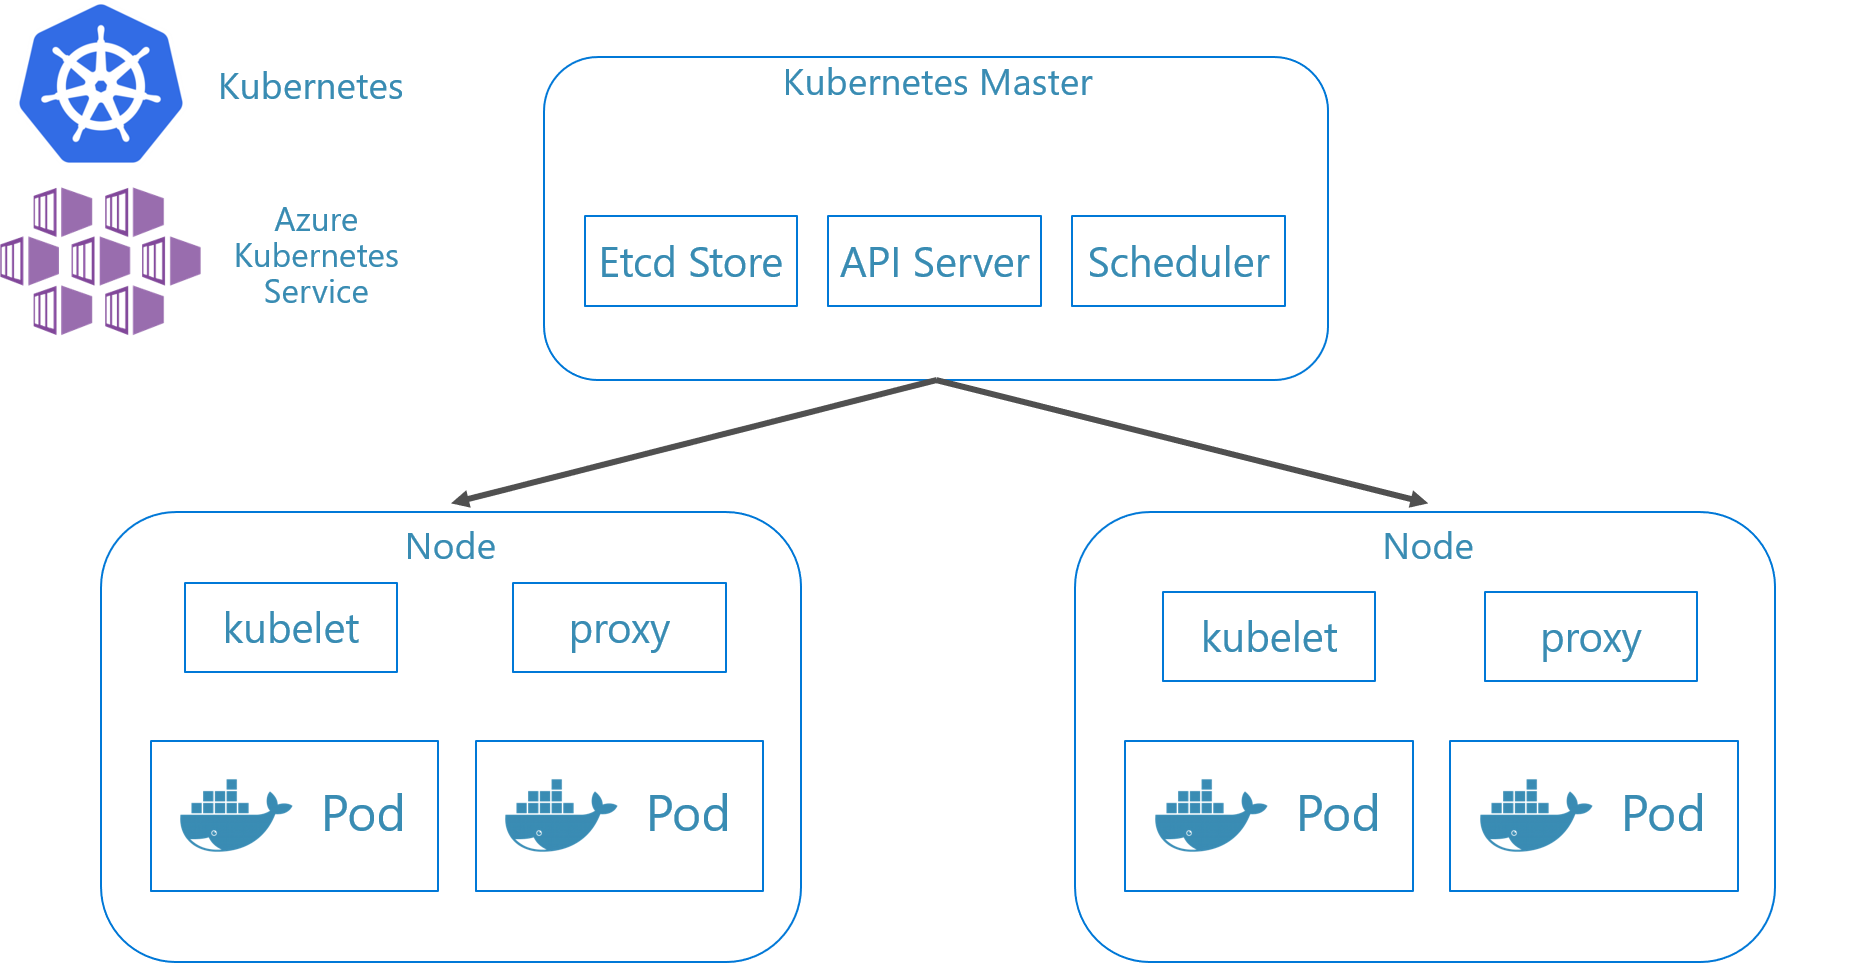 Kubernetes
Azure
Kubernetes
Service
Kubernetes Master
Etcd Store
API Server
Scheduler
Node
kubelet
proxy
Pod
Pod
Node
kubelet
proxy
Pod
Pod